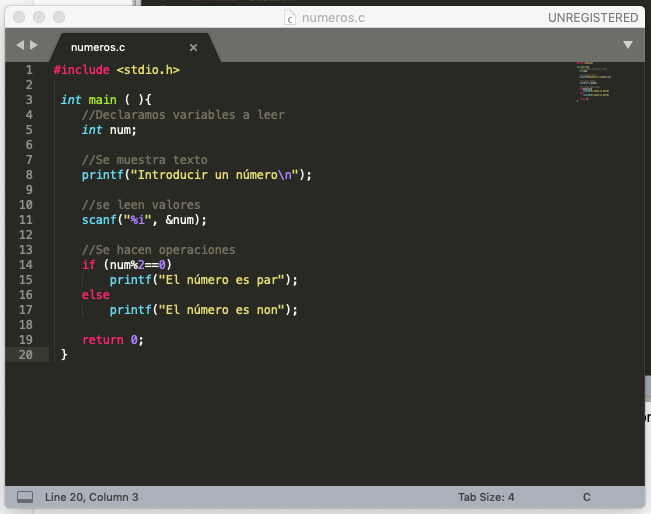 numeros.c
UNREGISTERED
numeros.c
1 #include <stdio.h>
2
3 int main ( ){
4 //Declaramos variables a leer
5 int num;
6
7 //Se muestra texto
8 printf("Introducir un número\n");
9
10 //se leen valores
11 scanf("%i", &num);
12
13 //Se hacen operaciones
14 if (num%2==0)
15 printf("El número es par");
16 else
17 printf("El número es non");
18
19 return 0;
20 }
Line 20, Column 3
Tab Size: 4
C